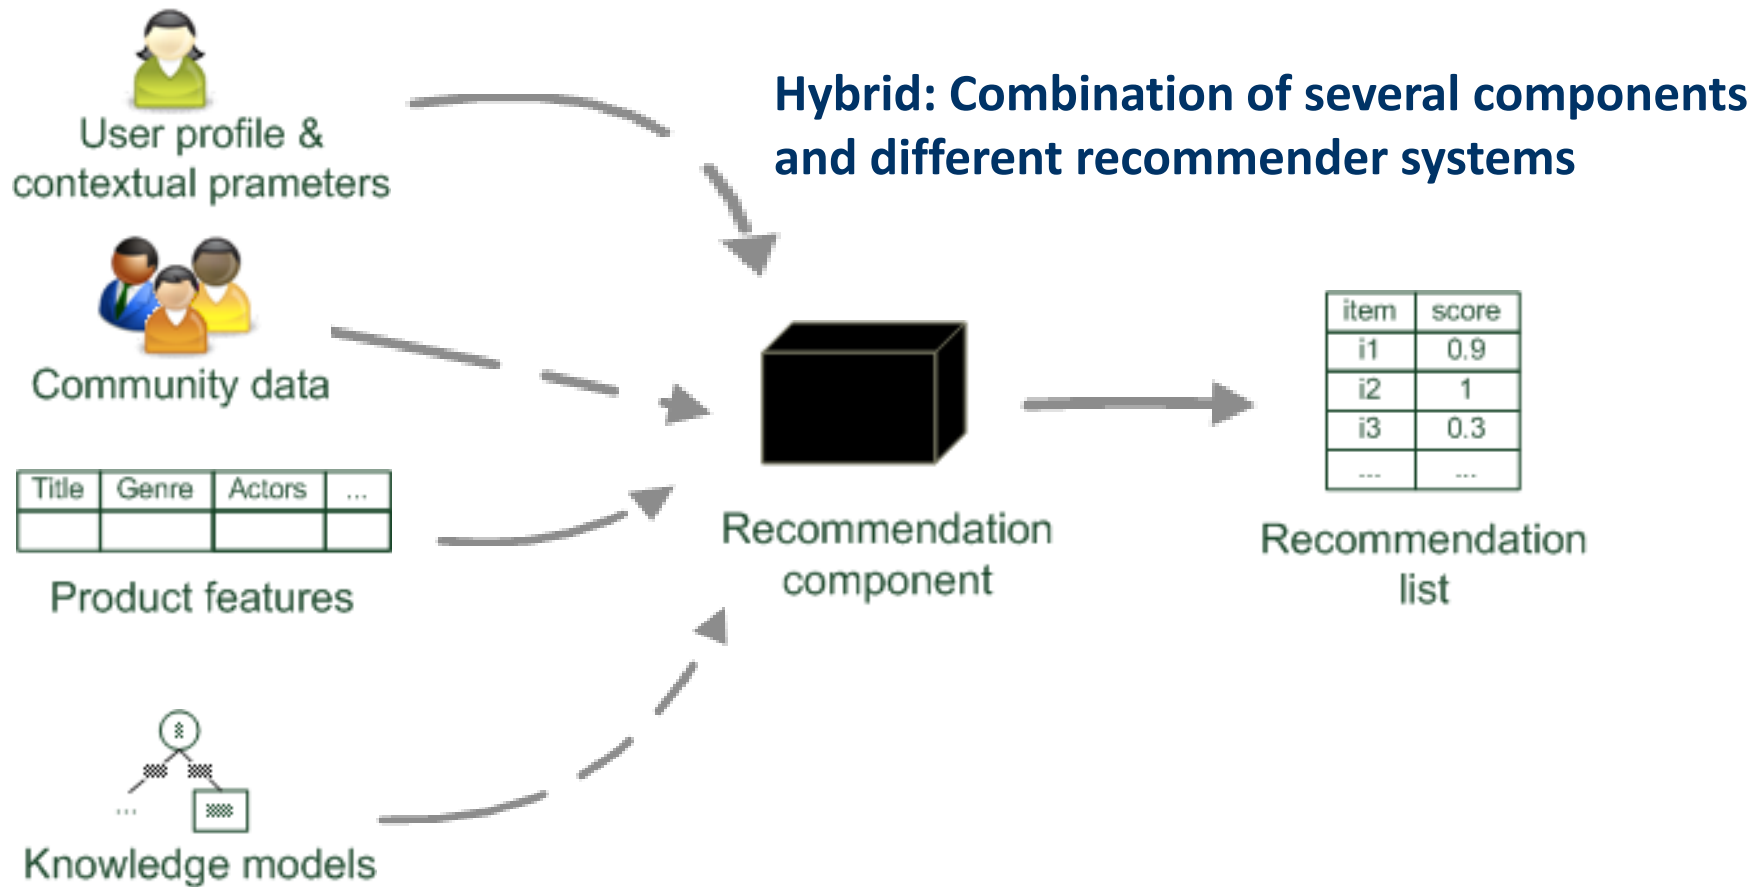 Hybrid: Combination of several components
and different recommender systems
User profile &
contextual prameters
Community data
Title Genre Actors ...
Product features
...
Knowledge models
Recommendation
component
item score
i1 0.9
i2 1
i3 0.3
... ...
Recommendation
list